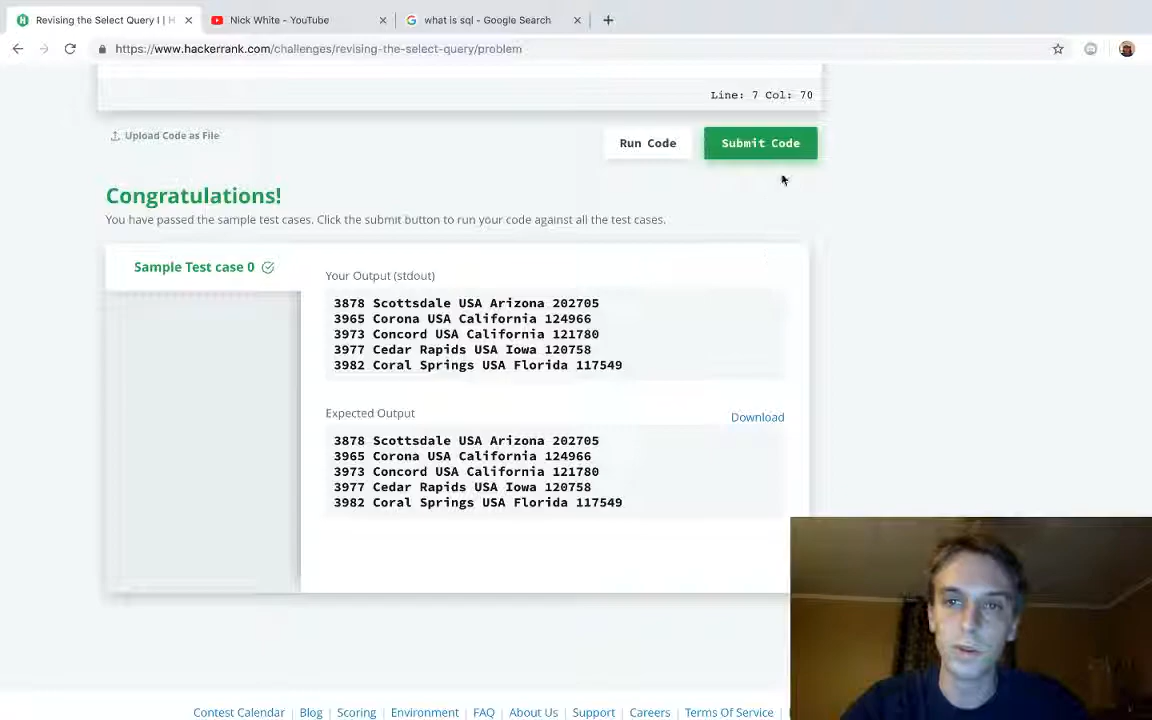 Revising the Select Query I | H
Nick White - YouTube
what is sql - Google Search
https://www.hackerrank.com/challenges/revising-the-select-query/problem
Line: 7 Col: 70
Upload Code as File
Run Code
Submit Code
Congratulations!
You have passed the sample test cases. Click the submit button to run your code against all the test cases.
Sample Test case 0
Your Output (stdout)
3878 Scottsdale USA Arizona 202705
3965 Corona USA California 124966
3973 Concord USA California 121780
3977 Cedar Rapids USA Iowa 120758
3982 Coral Springs USA Florida 117549
Expected Output
Download
3878 Scottsdale USA Arizona 202705
3965 Corona USA California 124966
3973 Concord USA California 121780
3977 Cedar Rapids USA Iowa 120758
3982 Coral Springs USA Florida 117549
Contest Calendar | Blog | Scoring | Environment | FAQ | About Us | Support | Careers | Terms Of Service |